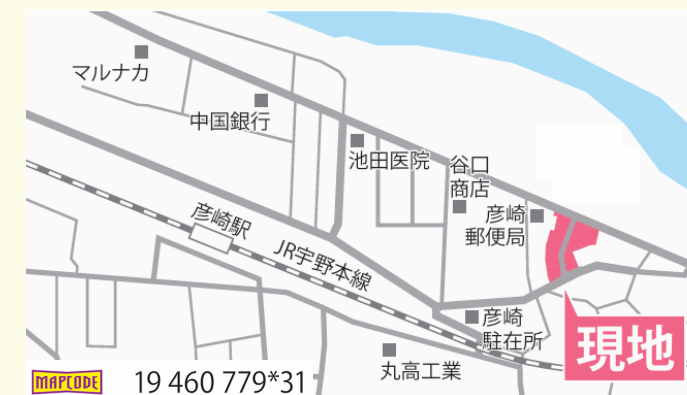 マルナカ
中国銀行
池田医院
谷口
商店
彦崎
郵便局
彦崎駅
JR宇野本線
彦崎
駐在所
現地
丸高工業
MAPCODE 19 460 779*31